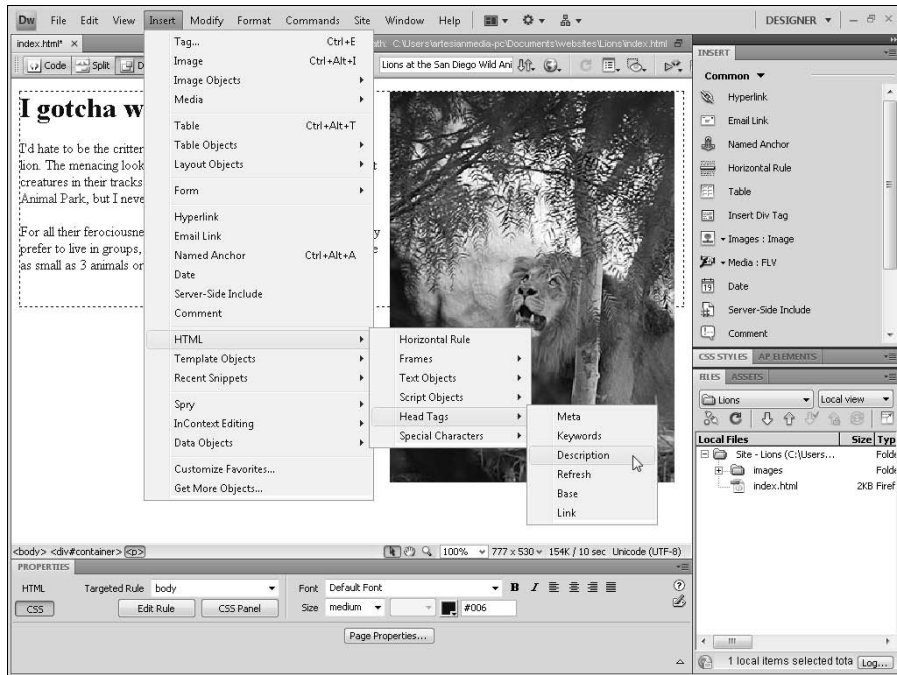 Dw File Edit View Insert Modify Format Commands Site Window Help DESIGNER
index.html* ath: C:\Users\artesianmedia-pc\Documents\websites\Lions\index.html
Code Split D Lions at the San Diego Wild Ani
I gotcha w
I'd hate to be the critter
lion. The menacing look t
creatures in their tracks
Animal Park, but I neve
For all their ferociousne y
prefer to live in groups, e
as small as 3 animals or
Tag... Ctrl+E
Image Ctrl+Alt+I
Image Objects
Media
Table Ctrl+Alt+T
Table Objects
Layout Objects
Form
Hyperlink
Email Link
Named Anchor Ctrl+Alt+A
Date
Server-Side Include
Comment
HTML
Template Objects
Recent Snippets
Spry
InContext Editing
Data Objects
Customize Favorites...
Get More Objects...
Horizontal Rule
Frames
Text Objects
Script Objects
Head Tags
Special Characters
Meta
Keywords
Description
Refresh
Base
Link
INSERT
Common
Hyperlink
Email Link
Named Anchor
Horizontal Rule
Table
Insert Div Tag
Images : Image
Media : FLV
Date
Server-Side Include
Comment
CSS STYLES AP ELEMENTS
FILES ASSETS
Lions Local view
Local Files Size Typ
Site - Lions (C:\Users... Folde
images Folde
index.html 2KB Firef
1 local items selected tota Log...
<body> <div#container> <p> 100% 777 x 530 154K / 10 sec Unicode (UTF-8)
PROPERTIES
HTML Targeted Rule body Font Default Font B I
CSS Edit Rule CSS Panel Size medium #006
Page Properties...